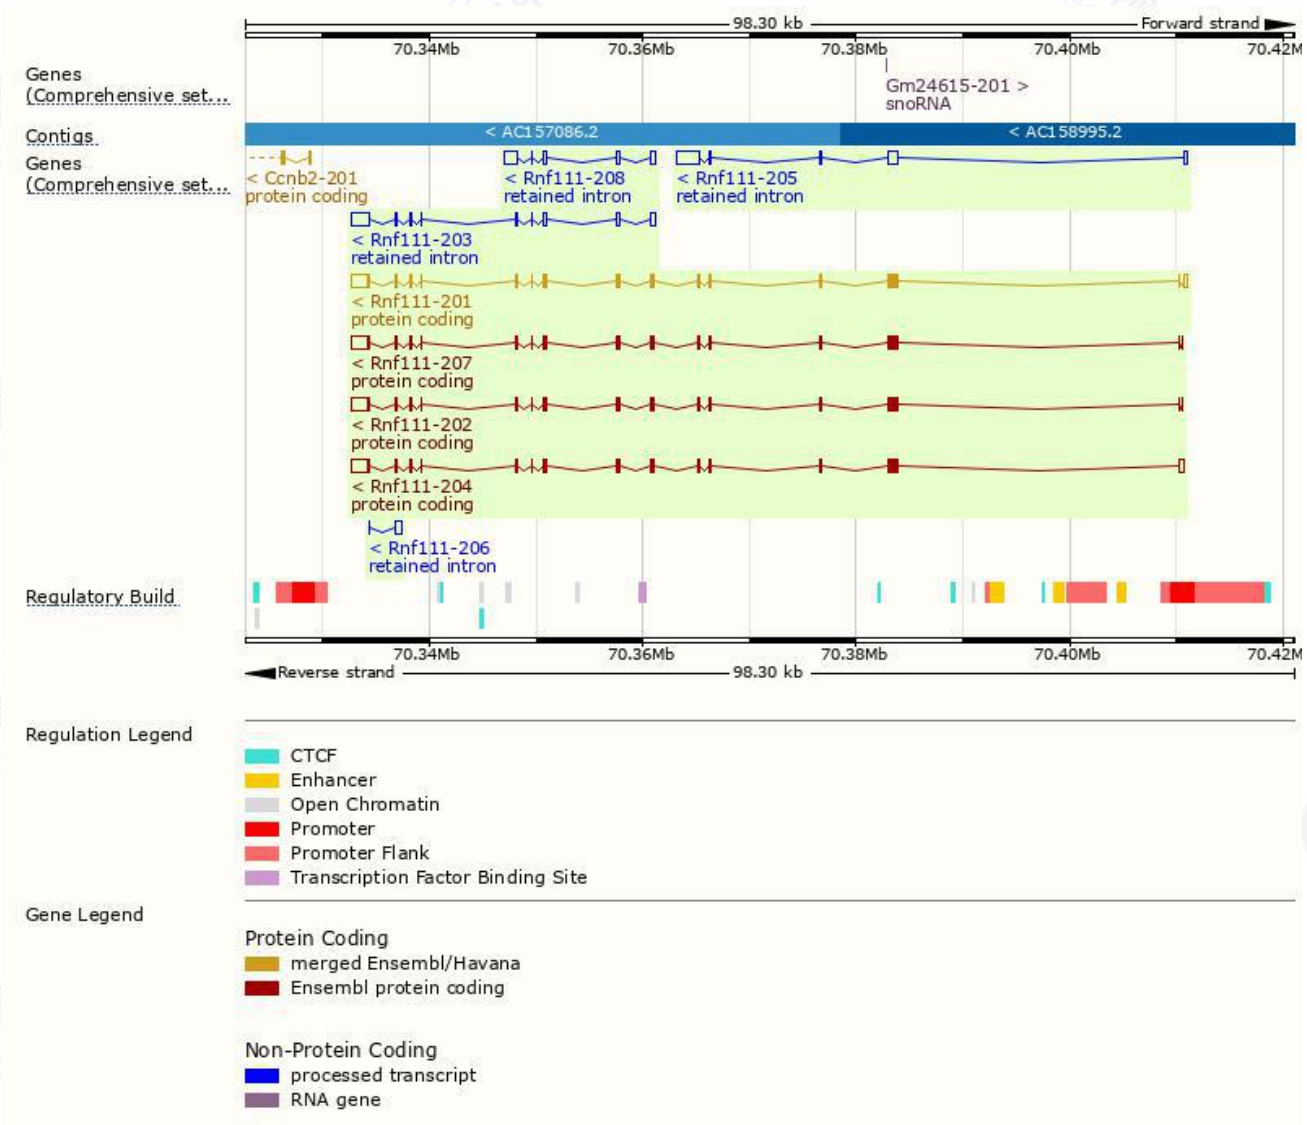 98.30 kb Forward strand
70.34Mb 70.36Mb 70.38Mb 70.40Mb 70.42M
Genes
(Comprehensive set...
Gm24615-201 >
snoRNA
Contigs < AC157086.2 < AC158995.2
Genes
(Comprehensive set...
< Ccnb2-201 < Rnf111-208 < Rnf111-205
protein coding retained intron retained intron
< Rnf111-203
retained intron
< Rnf111-201
protein coding
< Rnf111-207
protein coding
< Rnf111-202
protein coding
< Rnf111-204
protein coding
< Rnf111-206
retained intron
Regulatory Build
70.34Mb 70.36Mb 70.38Mb 70.40Mb 70.42M
Reverse strand 98.30 kb
Regulation Legend
CTCF
Enhancer
Open Chromatin
Promoter
Promoter Flank
Transcription Factor Binding Site
Gene Legend
Protein Coding
merged Ensembl/Havana
Ensembl protein coding
Non-Protein Coding
processed transcript
RNA gene